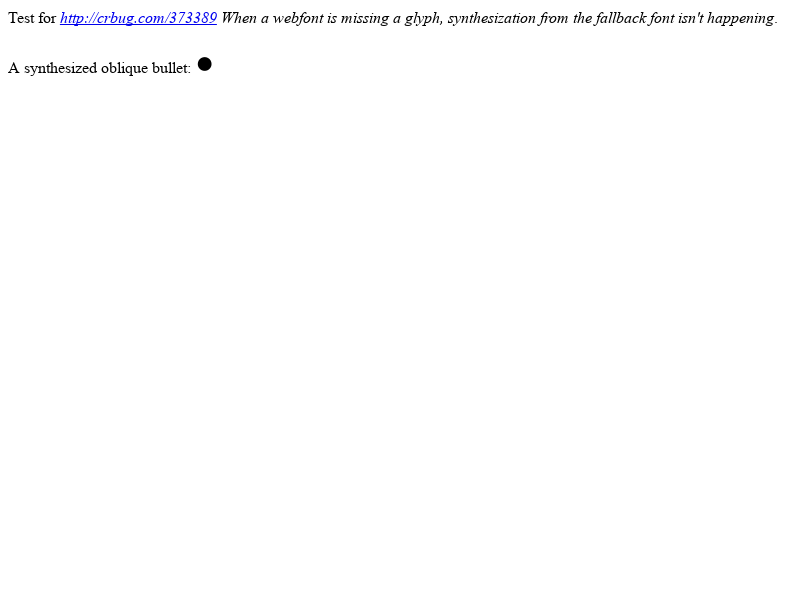 Test for http://crbug.com/373389 When a webfont is missing a glyph, synthesization from the fallback font isn't happening.
A synthesized oblique bullet: ●